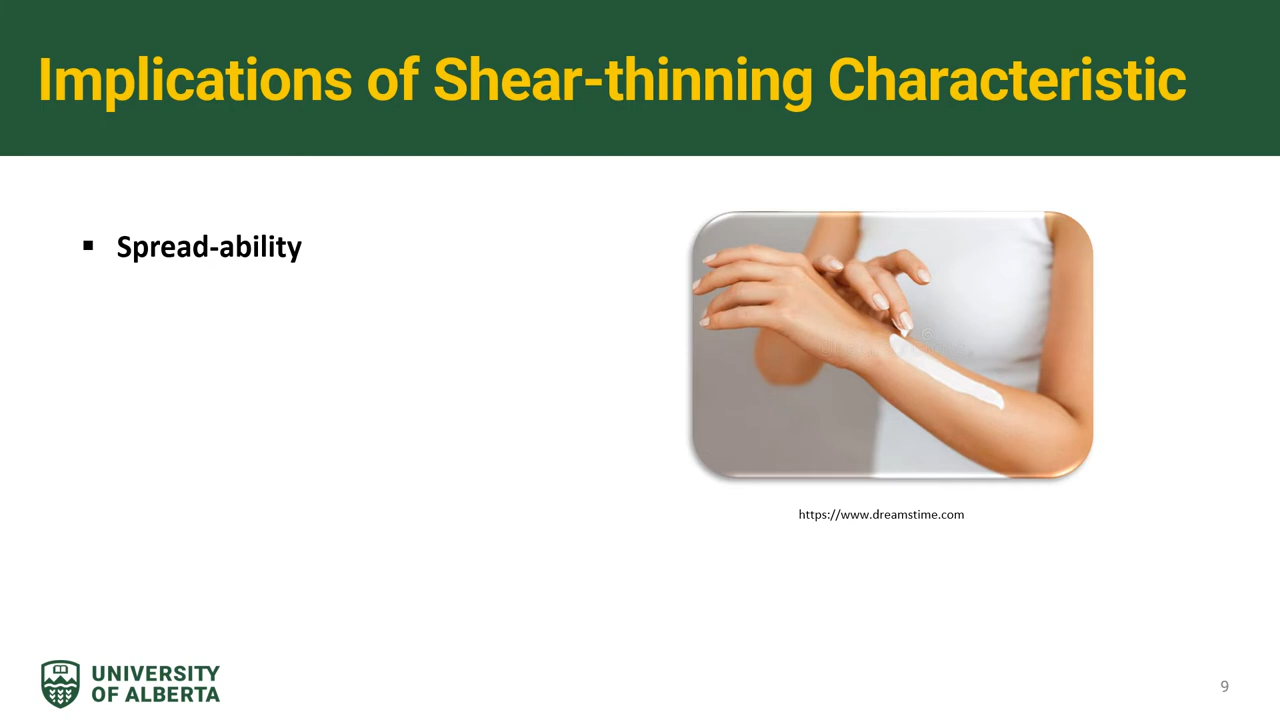 Implications of Shear-thinning Characteristic
▪ Spread-ability
https://www.dreamstime.com
UNIVERSITY
OF ALBERTA
9